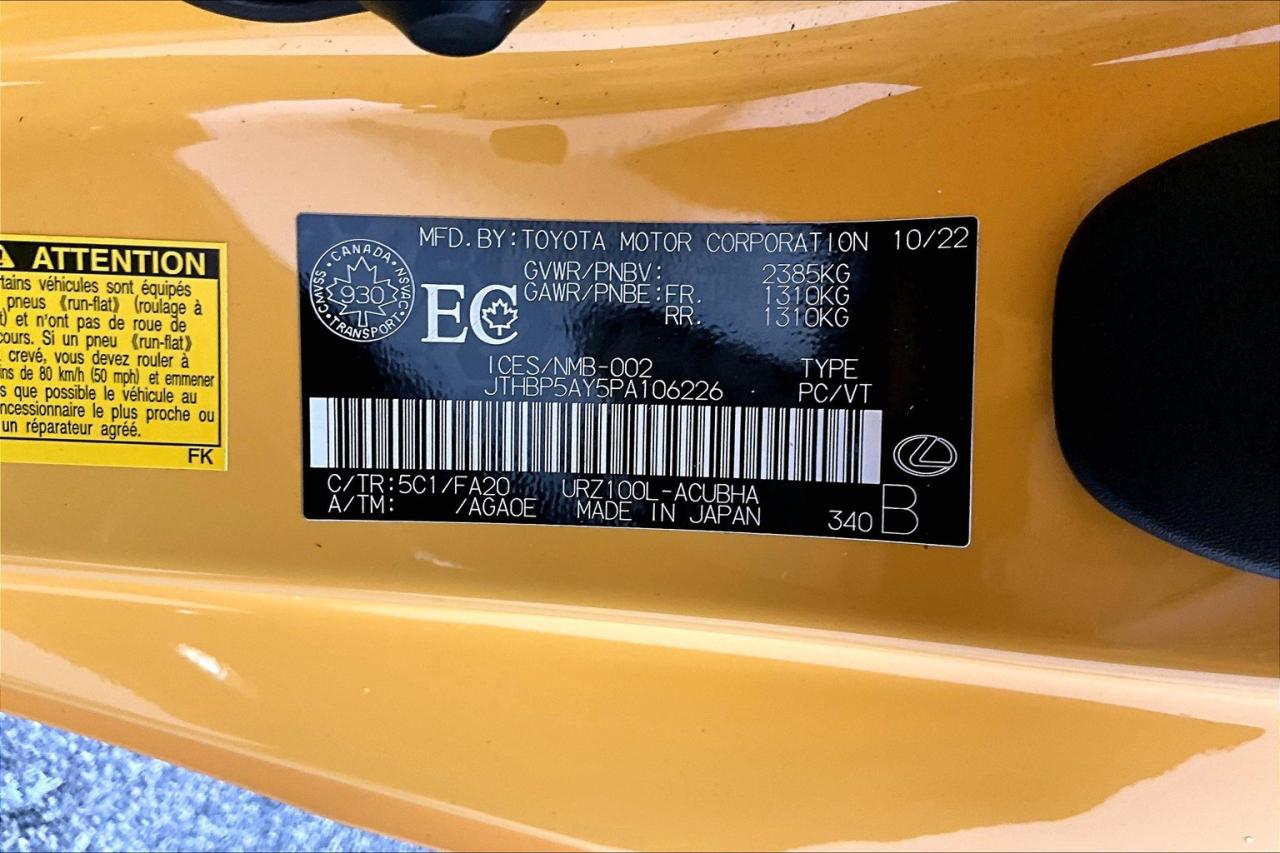 ATTENTION
tains véhicules sont équipés
pneus 《run-flat》 (roulage à
t) et n'ont pas de roue de
cours. Si un pneu 《run-flat》
crevé, vous devez rouler à
ins de 80 km/h (50 mph) et emmener
s que possible le véhicule au
ncessionnaire le plus proche ou
un réparateur agréé.
FK
MFD.BY:TOYOTA MOTOR CORPORATION 10/22
CANADA
CMVSS
NSVAC
930
TRANSPORT
EC
GVWR/PNBV: 2385KG
GAWR/PNBE:FR. 1310KG
RR. 1310KG
ICES/NMB-002 TYPE
JTHBP5AY5PA106226 PC/VT
C/TR:5C1/FA20 URZ100L-ACUBHA
A/TM: /AGA0E MADE IN JAPAN 340 B